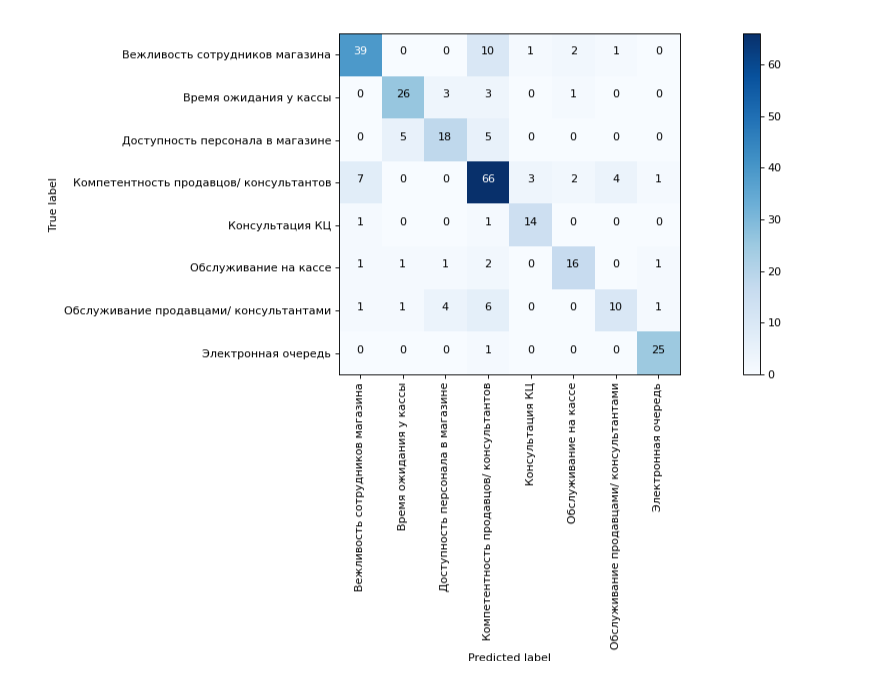 Вежливость сотрудников магазина 39 0 0 10 1 2 1 0
Время ожидания у кассы 0 26 3 3 0 1 0 0
Доступность персонала в магазине 0 5 18 5 0 0 0 0
Компетентность продавцов/ консультантов 7 0 0 66 3 2 4 1
Консультация КЦ 1 0 0 1 14 0 0 0
Обслуживание на кассе 1 1 1 2 0 16 0 1
Обслуживание продавцами/ консультантами 1 1 4 6 0 0 10 1
Электронная очередь 0 0 0 1 0 0 0 25
True label
Вежливость сотрудников магазина
Время ожидания у кассы
Доступность персонала в магазине
Компетентность продавцов/ консультантов
Консультация КЦ
Обслуживание на кассе
Обслуживание продавцами/ консультантами
Электронная очередь
Predicted label
60
50
40
30
20
10
0